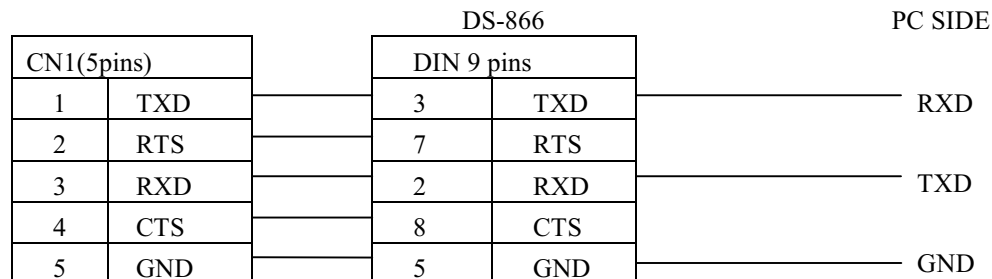 DS-866 PC SIDE
CN1(5pins) DIN 9 pins
1 TXD 3 TXD RXD
2 RTS 7 RTS
3 RXD 2 RXD TXD
4 CTS 8 CTS
5 GND 5 GND GND